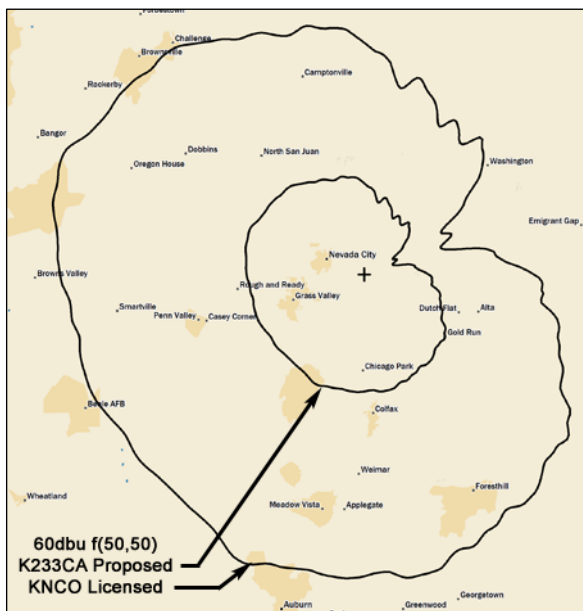 Forbestown
Challenge
Brownsville
Camptonville
Rackerby
Bangor
Dobbins
North San Juan
Washington
Oregon House
Emigrant Gap
Nevada City
Browns Valley
Rough and Ready
Grass Valley
Smartville
Penn Valley
Casey Corner
Dutch Flat
Alta
Gold Run
Chicago Park
Beale AFB
Colfax
Weimar
Foresthill
Wheatland
Meadow Vista
Applegate
60dbu f(50,50)
K233CA Proposed
KNCO Licensed
Auburn
Greenwood
Georgetown